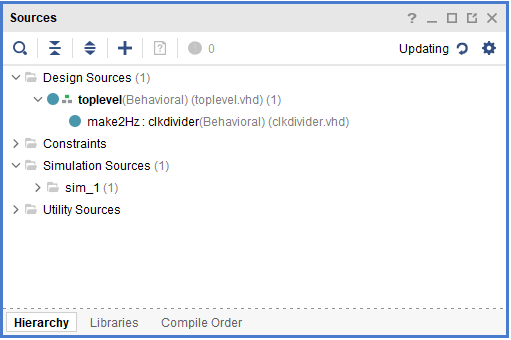 Sources
? 
0
Updating
Design Sources (1)
toplevel(Behavioral) (toplevel.vhd) (1)
make2Hz : clkdivider(Behavioral) (clkdivider.vhd)
Constraints
Simulation Sources (1)
sim_1 (1)
Utility Sources
Hierarchy Libraries Compile Order